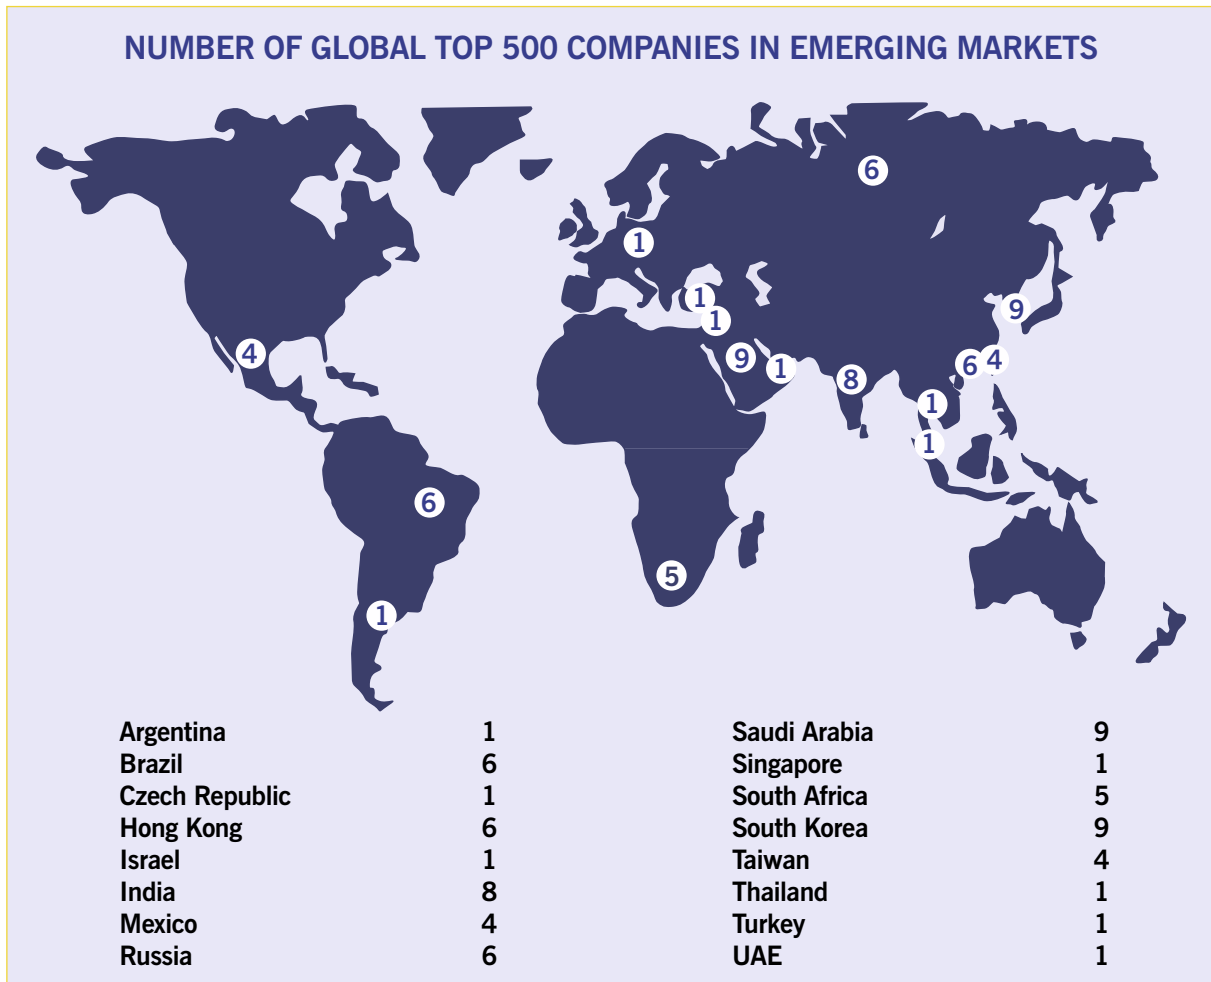 NUMBER OF GLOBAL TOP 500 COMPANIES IN EMERGING MARKETS
6
1
1
1
9
9
1
8
6
4
4
1
1
6
5
1
Argentina 1
Brazil 6
Czech Republic 1
Hong Kong 6
Israel 1
India 8
Mexico 4
Russia 6
Saudi Arabia 9
Singapore 1
South Africa 5
South Korea 9
Taiwan 4
Thailand 1
Turkey 1
UAE 1